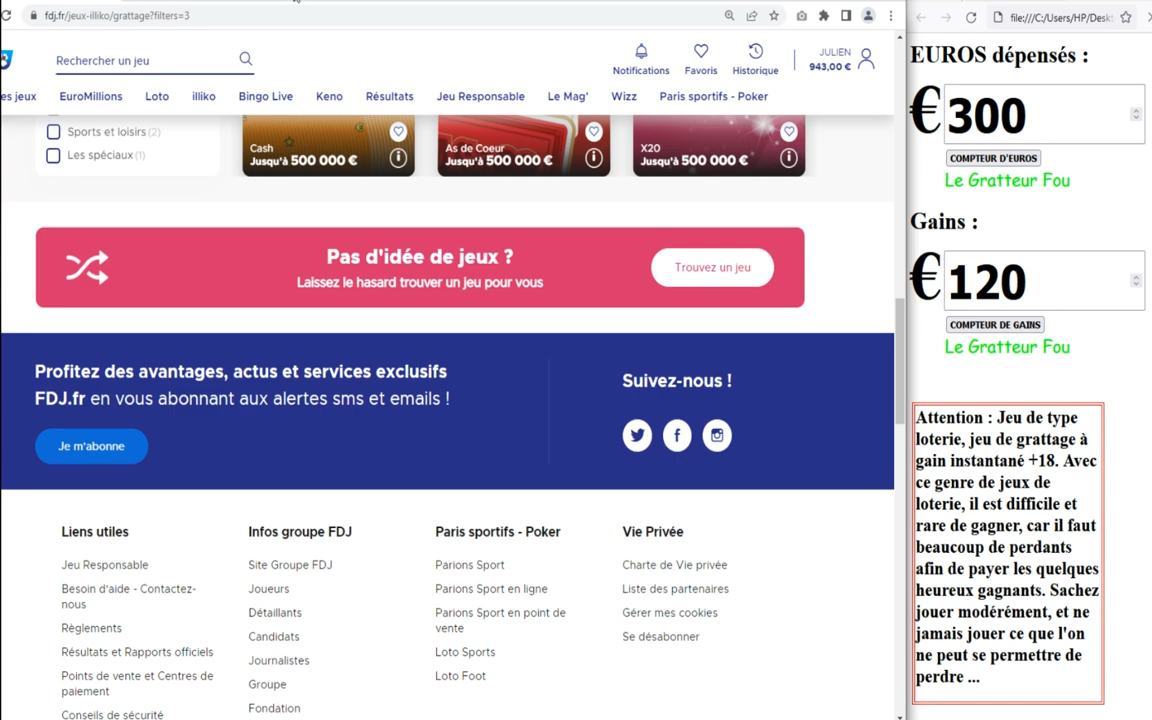 fdj.fr/jeux-illiko/grattage?filters=3
Rechercher un jeu
Notifications
Favoris
Historique
JULIEN
943,00 €
es jeux
EuroMillions
Loto
illiko
Bingo Live
Keno
Résultats
Jeu Responsable
Le Mag'
Wizz
Paris sportifs - Poker
Sports et loisirs (2)
Les spéciaux (1)
Cash
Jusqu'à 500 000 €
As de Coeur
Jusqu'à 500 000 €
X20
Jusqu'à 500 000 €
Pas d'idée de jeux ?
Laissez le hasard trouver un jeu pour vous
Trouvez un jeu
Profitez des avantages, actus et services exclusifs
FDJ.fr en vous abonnant aux alertes sms et emails !
Je m'abonne
Suivez-nous !
Liens utiles
Jeu Responsable
Besoin d'aide - Contactez-
nous
Règlements
Résultats et Rapports officiels
Points de vente et Centres de
paiement
Conseils de sécurité
Infos groupe FDJ
Site Groupe FDJ
Joueurs
Détaillants
Candidats
Journalistes
Groupe
Fondation
Paris sportifs - Poker
Parions Sport
Parions Sport en ligne
Parions Sport en point de
vente
Loto Sports
Loto Foot
Vie Privée
Charte de Vie privée
Liste des partenaires
Gérer mes cookies
Se désabonner
file:///C:/Users/HP/Deskt
EUROS dépensés :
€ 300
COMPTEUR D'EUROS
Le Gratteur Fou
Gains :
€ 120
COMPTEUR DE GAINS
Le Gratteur Fou
Attention : Jeu de type
loterie, jeu de grattage à
gain instantané +18. Avec
ce genre de jeux de
loterie, il est difficile et
rare de gagner, car il faut
beaucoup de perdants
afin de payer les quelques
heureux gagnants. Sachez
jouer modérément, et ne
jamais jouer ce que l'on
ne peut se permettre de
perdre ...